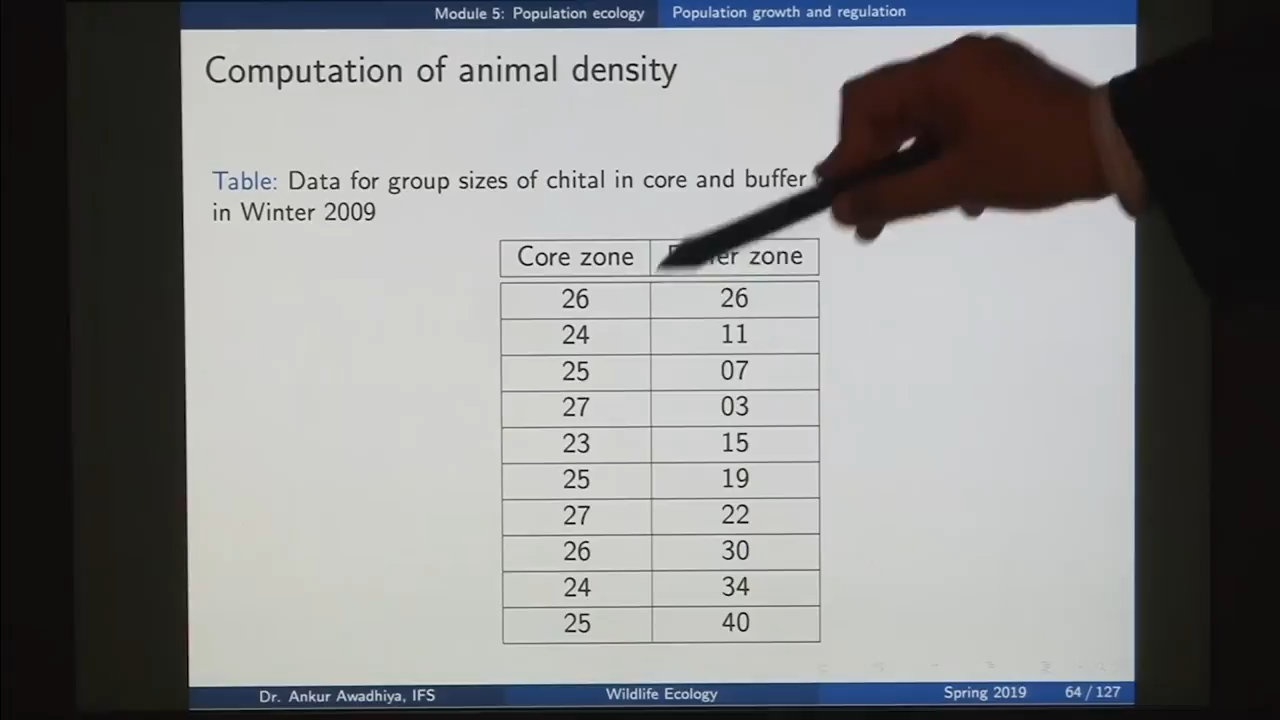 Module 5: Population ecology Population growth and regulation
Computation of animal density
Table: Data for group sizes of chital in core and buffer
in Winter 2009
Core zone zone
26 26
24 11
25 07
27 03
23 15
25 19
27 22
26 30
24 34
25 40
Dr. Ankur Awadhiya, IFS Wildlife Ecology Spring 2019 64 / 127